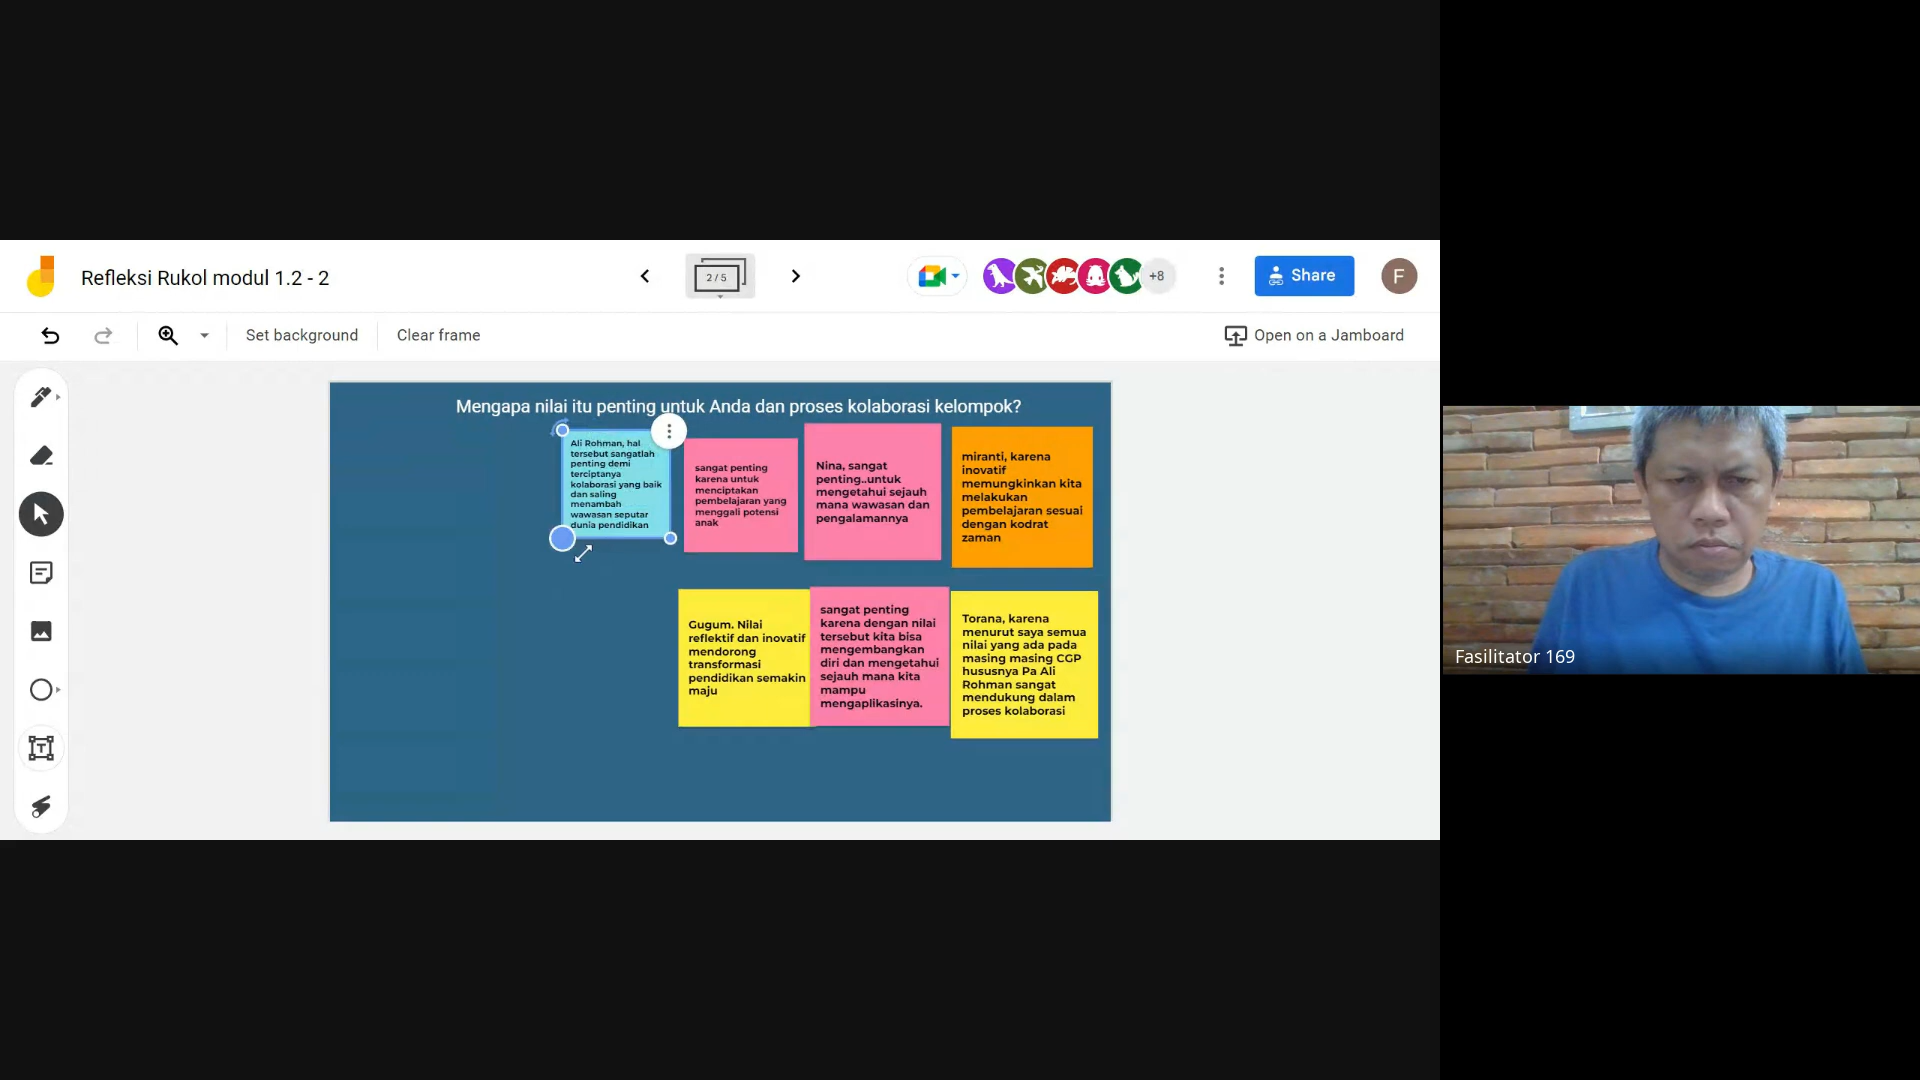 Refleksi Rukol modul 1.2 - 2
2 / 5
+8
Share
F
Set background
Clear frame
Open on a Jamboard
Mengapa nilai itu penting untuk Anda dan proses kolaborasi kelompok?
Ali Rohman, hal
tersebut sangatlah
penting demi
terciptanya
kolaborasi yang baik
dan saling
menambah
wawasan seputar
dunia pendidikan
sangat penting
karena untuk
menciptakan
pembelajaran yang
menggali potensi
anak
Nina, sangat
penting..untuk
mengetahui sejauh
mana wawasan dan
pengalamannya
miranti, karena
inovatif
memungkinkan kita
melakukan
pembelajaran sesuai
dengan kodrat
zaman
Gugum. Nilai
reflektif dan inovatif
mendorong
transformasi
pendidikan semakin
maju
sangat penting
karena dengan nilai
tersebut kita bisa
mengembangkan
diri dan mengetahui
sejauh mana kita
mampu
mengaplikasinya.
Torana, karena
menurut saya semua
nilai yang ada pada
masing masing CGP
hususnya Pa Ali
Rohman sangat
mendukung dalam
proses kolaborasi
Fasilitator 169